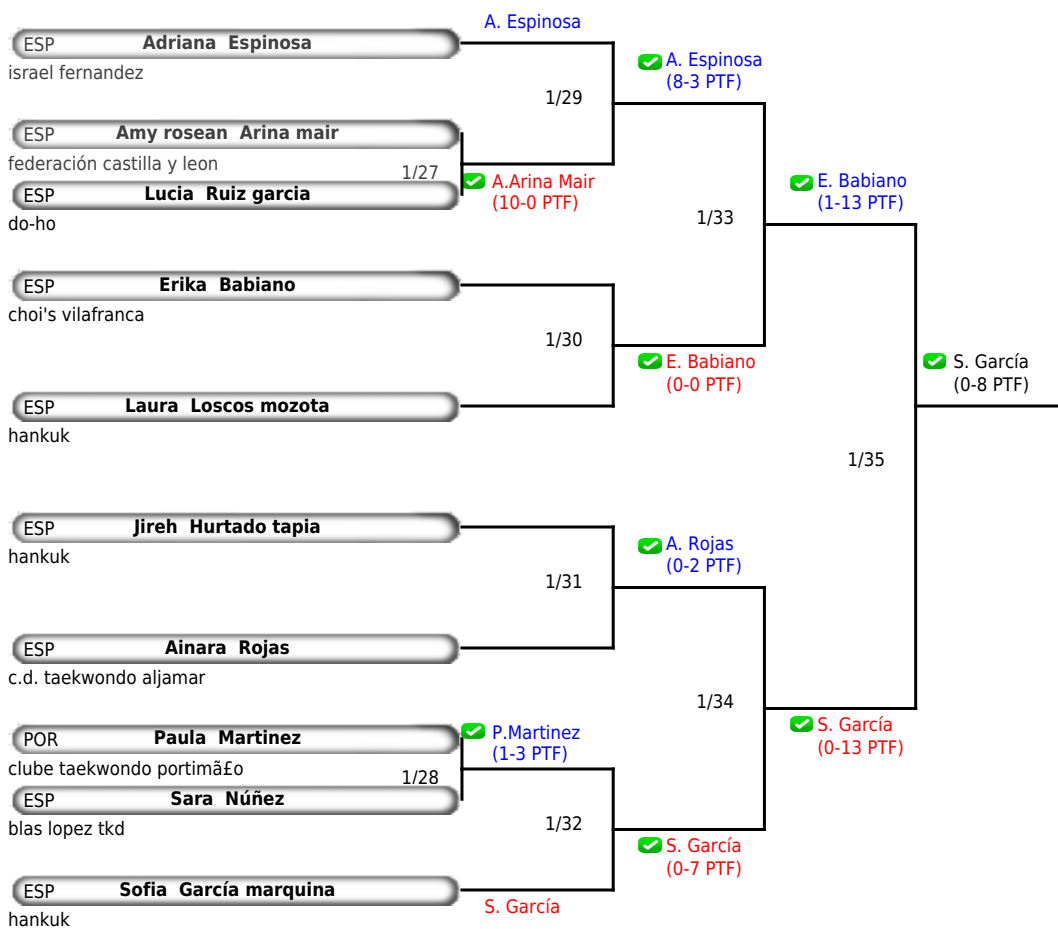 A. Espinosa
ESP Adriana Espinosa
israel fernandez
A. Espinosa
(8-3 PTF)
1/29
ESP Amy rosean Arina mair
federación castilla y leon
1/27
A.Arina Mair
(10-0 PTF)
ESP Lucia Ruiz garcia
do-ho
E. Babiano
(1-13 PTF)
1/33
ESP Erika Babiano
choi's vilafranca
1/30
E. Babiano
(0-0 PTF)
S. García
(0-8 PTF)
ESP Laura Loscos mozota
hankuk
1/35
ESP Jireh Hurtado tapia
hankuk
A. Rojas
(0-2 PTF)
1/31
ESP Ainara Rojas
c.d. taekwondo aljamar
1/34
S. García
(0-13 PTF)
POR Paula Martinez
clube taekwondo portimã£o
P.Martinez
(1-3 PTF)
1/28
ESP Sara Núñez
blas lopez tkd
1/32
S. García
(0-7 PTF)
ESP Sofia García marquina
hankuk
S. García